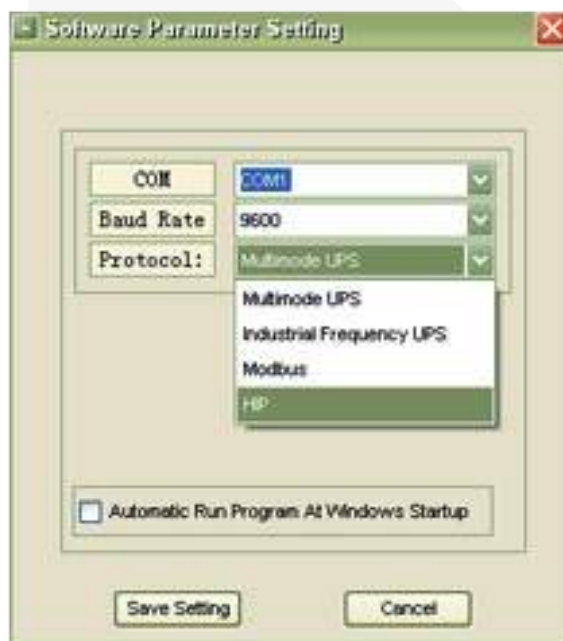 Software Parameter Setting
COM COM1
Baud Rate 9600
Protocol: Multimode UPS
Multimode UPS
Industrial Frequency UPS
Modbus
HIP
Automatic Run Program At Windows Startup
Save Setting Cancel